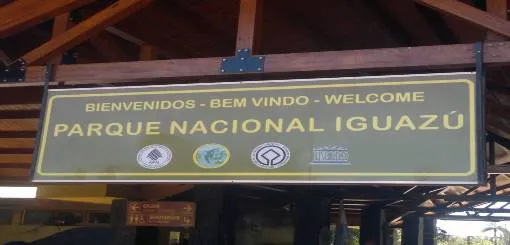 BIENVENIDOS - BEM VINDO - WELCOME
PARQUE NACIONAL IGUAZÚ